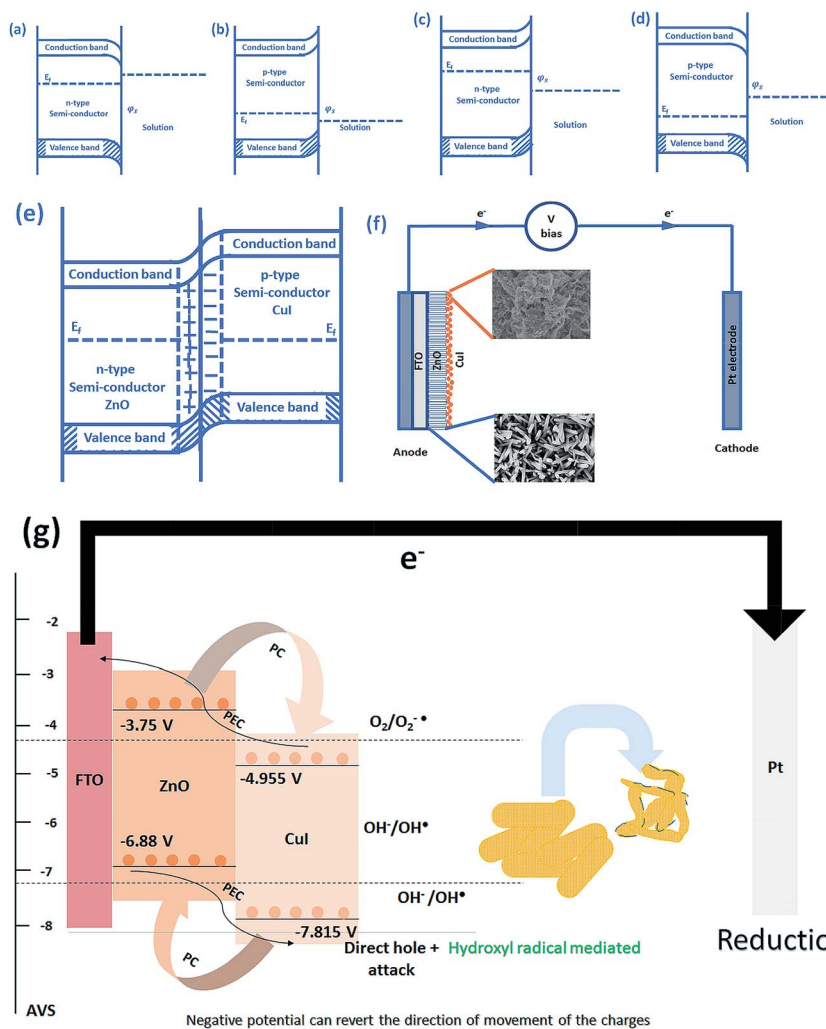 (a)
Conduction band
Ef
n-type
Semi-conductor
φs
Solution
Valence band
(b)
Conduction band
p-type
Semi-conductor
φs
Ef
Solution
Valence band
(c)
Conduction band
Ef
n-type
Semi-conductor
φs
Solution
Valence band
(d)
Conduction band
p-type
Semi-conductor
φs
Ef
Solution
Valence band
(e)
Conduction band
Ef
n-type
Semi-conductor
ZnO
Valence band
Conduction band
p-type
Semi-conductor
CuI
Ef
Valence band
(f)
e-
V
bias
e-
FTO
ZnO
CuI
Pt electrode
Anode
Cathode
(g)
e-
-2
-3
-4
-5
-6
-7
-8
AVS
FTO
PC
PEC
-3.75 V
ZnO
-6.88 V
O2/O2-•
-4.955 V
CuI
OH-/OH•
OH-/OH•
PEC
PC
-7.815 V
Direct hole + Hydroxyl radical mediated
attack
Pt
Reductio
Negative potential can revert the direction of movement of the charges